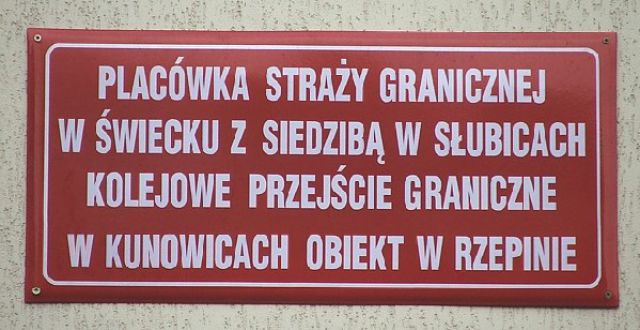 PLACÓWKA STRAŻY GRANICZNEJ
W ŚWIECKU Z SIEDZIBĄ W SŁUBICACH
KOLEJOWE PRZEJŚCIE GRANICZNE
W KUNOWICACH OBIEKT W RZEPINIE